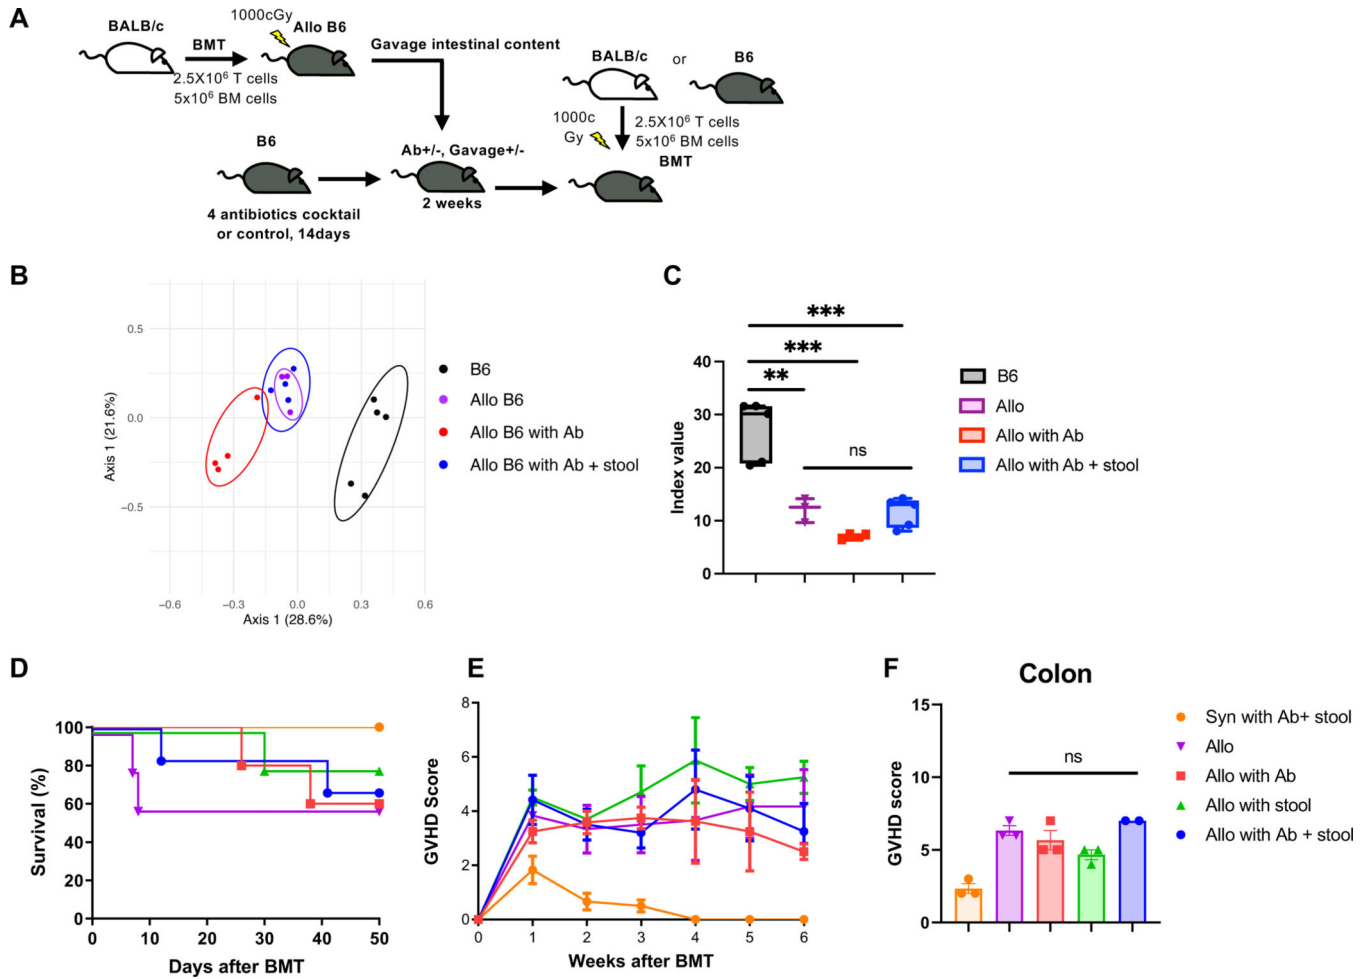 A
BALB/c
BMT
2.5X10⁶ T cells
5x10⁶ BM cells
1000cGy
Allo B6
Gavage intestinal content
BALB/c or B6
1000c
Gy
2.5X10⁶ T cells
5x10⁶ BM cells
BMT
B6
Ab+/-, Gavage+/-
2 weeks
4 antibiotics cocktail
or control, 14days
B
0.5
0.0
−0.5
Axis 1 (21.6%)
−0.6 −0.3 0.0 0.3 0.6
Axis 1 (28.6%)
B6
Allo B6
Allo B6 with Ab
Allo B6 with Ab + stool
C
***
***
**
ns
40
30
20
10
0
Index value
B6
Allo
Allo with Ab
Allo with Ab + stool
D
100
80
60
40
20
0
Survival (%)
0 10 20 30 40 50
Days after BMT
E
8
6
4
2
0
GVHD Score
0 1 2 3 4 5 6
Weeks after BMT
F
Colon
15
10
5
0
GVHD score
ns
Syn with Ab+ stool
Allo
Allo with Ab
Allo with stool
Allo with Ab + stool